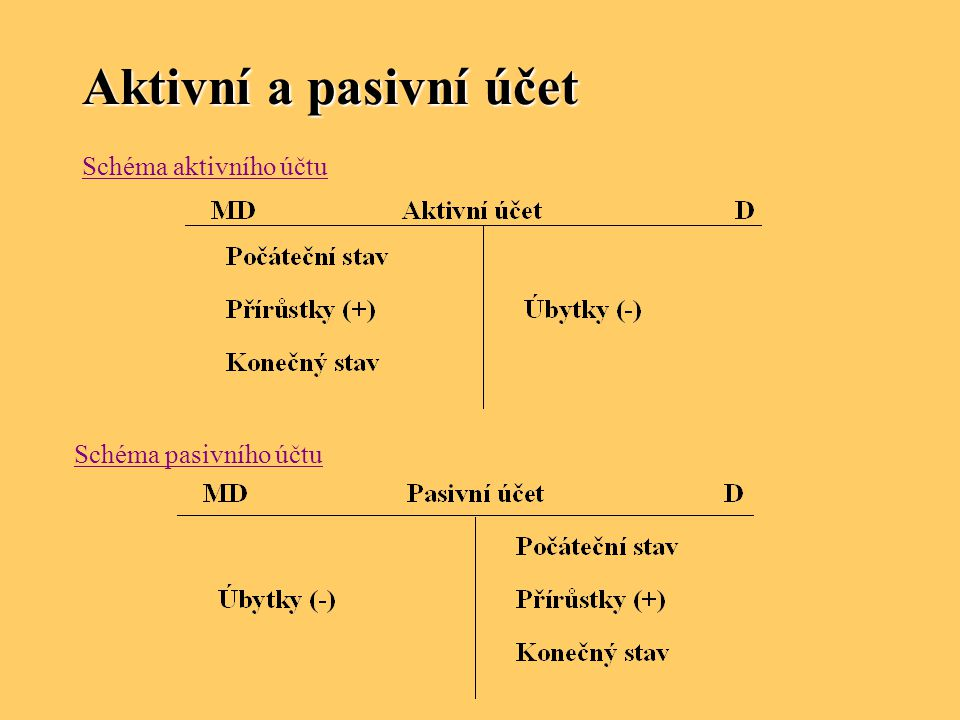 Aktivní a pasivní účet
Schéma aktivního účtu
MD Aktivní účet D
Počáteční stav
Přírůstky (+) Úbytky (-)
Konečný stav
Schéma pasivního účtu
MD Pasivní účet D
Počáteční stav
Úbytky (-) Přírůstky (+)
Konečný stav